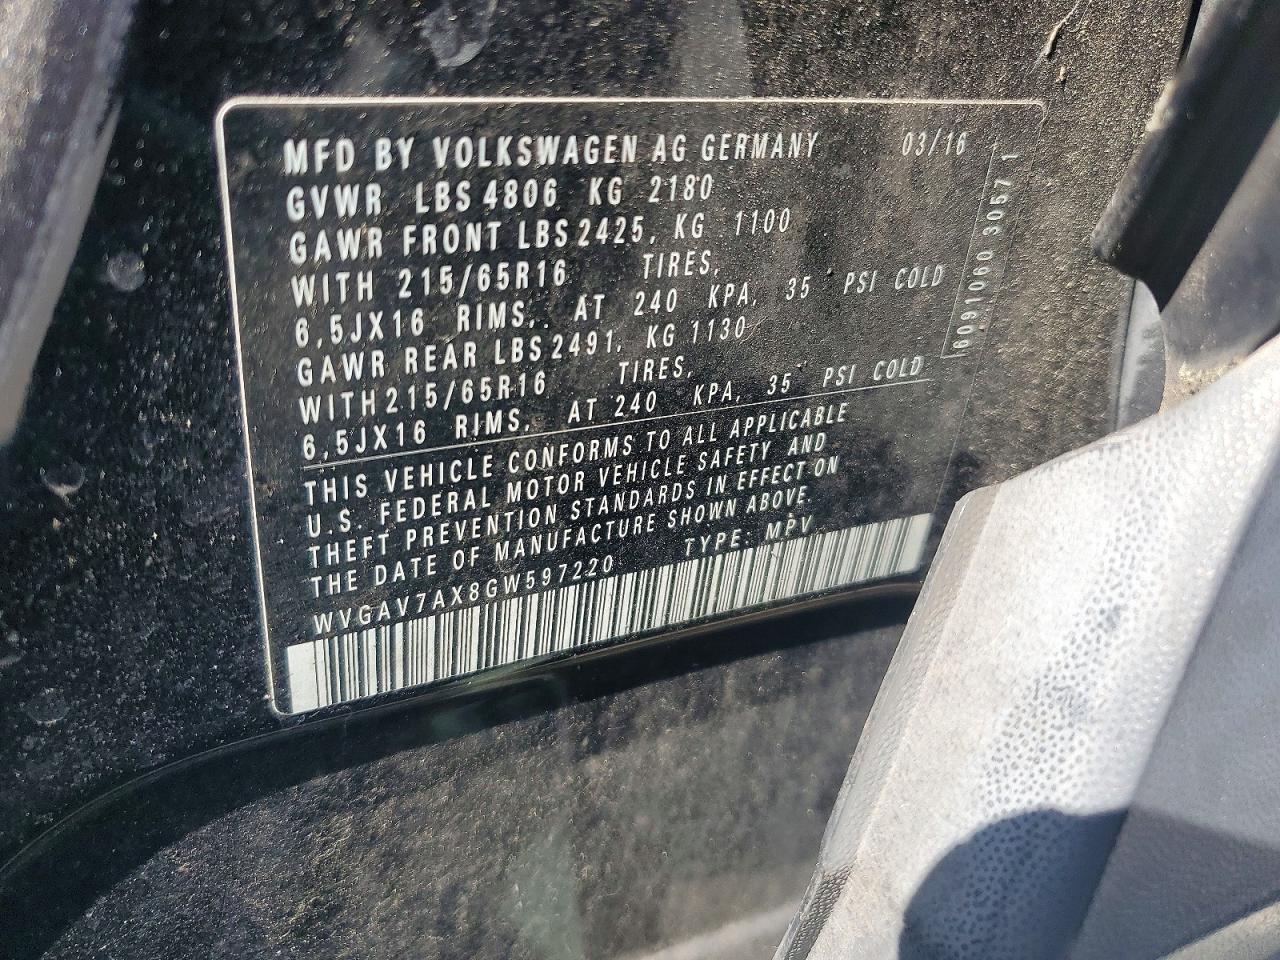 MFD BY VOLKSWAGEN AG GERMANY 03/16
GVWR LBS 4806 KG 2180
GAWR FRONT LBS 2425, KG 1100
WITH 215/65R16 TIRES,
6,5JX16 RIMS, AT 240 KPA, 35 PSI COLD
GAWR REAR LBS 2491, KG 1130
WITH 215/65R16 TIRES,
6,5JX16 RIMS, AT 240 KPA, 35 PSI COLD
THIS VEHICLE CONFORMS TO ALL APPLICABLE
U.S. FEDERAL MOTOR VEHICLE SAFETY AND
THEFT PREVENTION STANDARDS IN EFFECT ON
THE DATE OF MANUFACTURE SHOWN ABOVE.
WVGAV7AX8GW597220 TYPE: MPV
6091060 3057 1